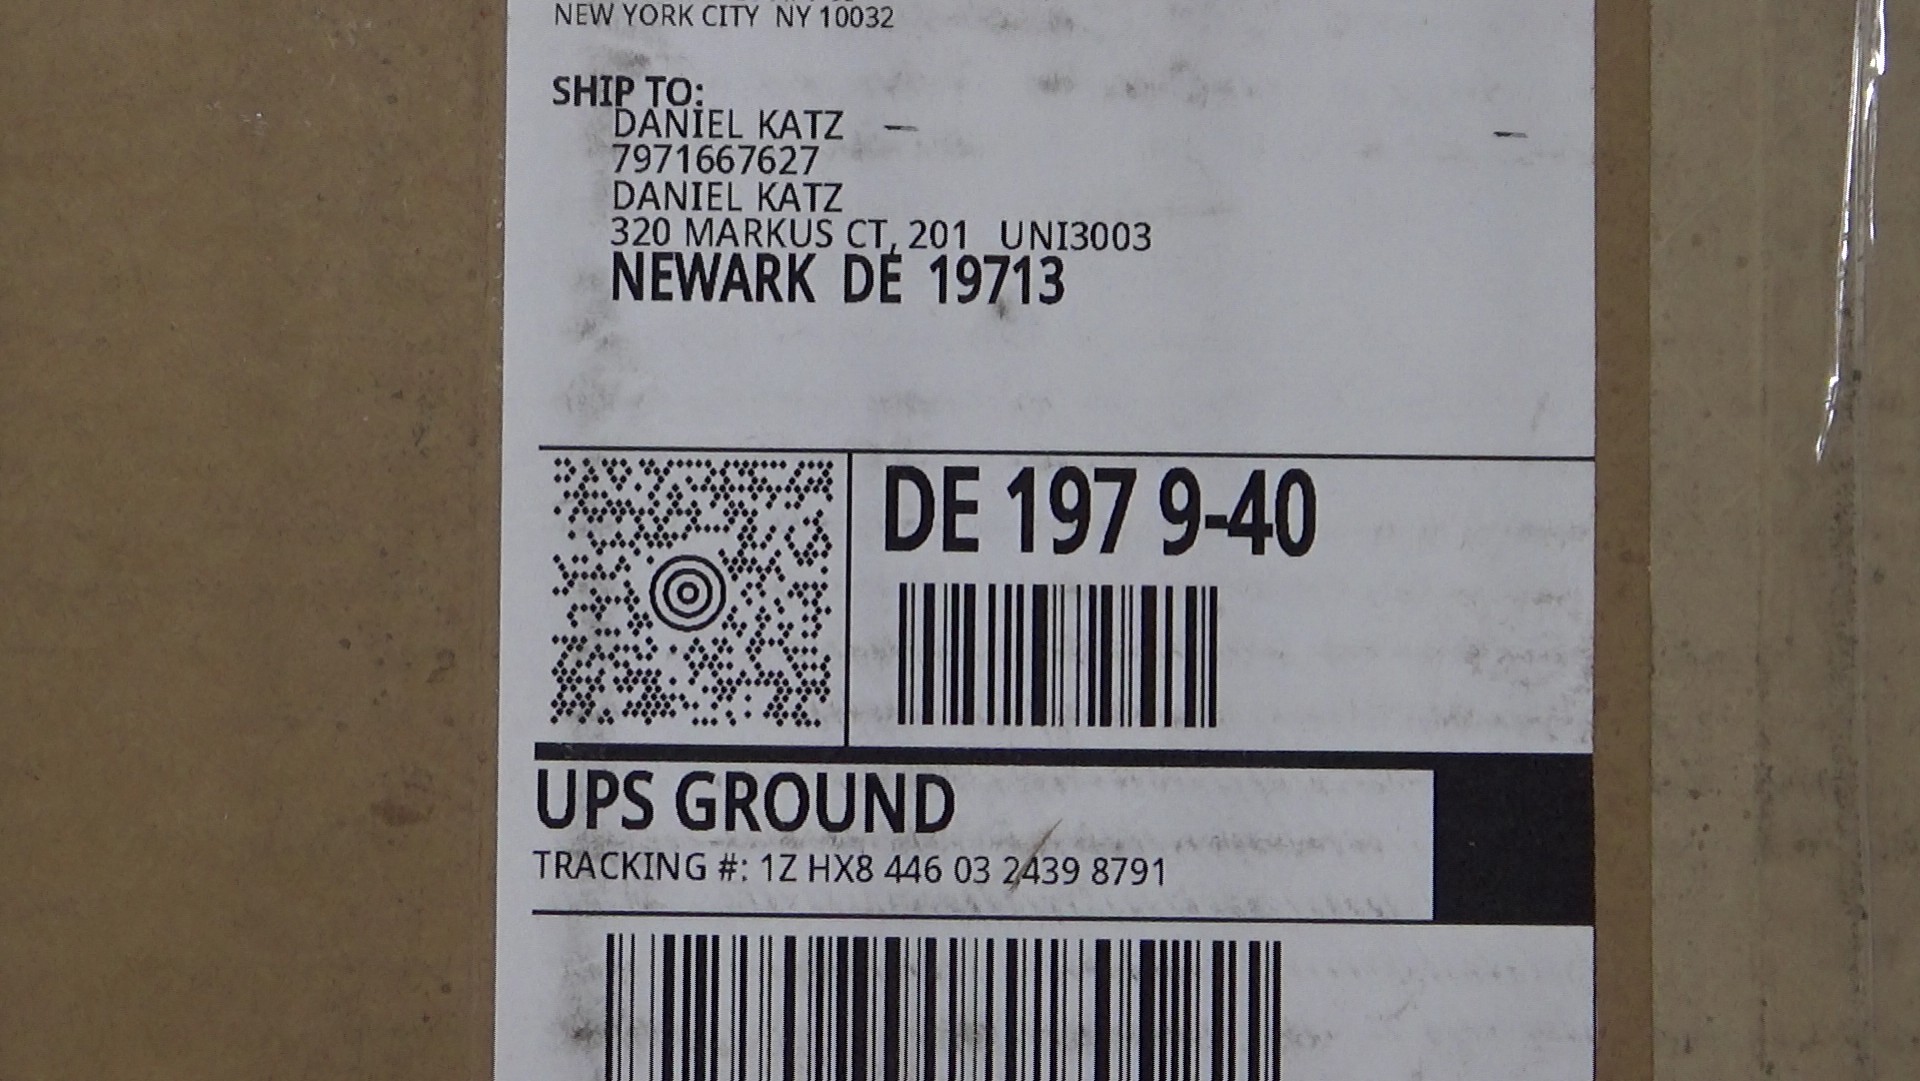 NEW YORK CITY NY 10032
SHIP TO:
DANIEL KATZ
7971667627
DANIEL KATZ
320 MARKUS CT, 201 UNI3003
NEWARK DE 19713
DE 197 9-40
UPS GROUND
TRACKING #: 1Z HX8 446 03 2439 8791